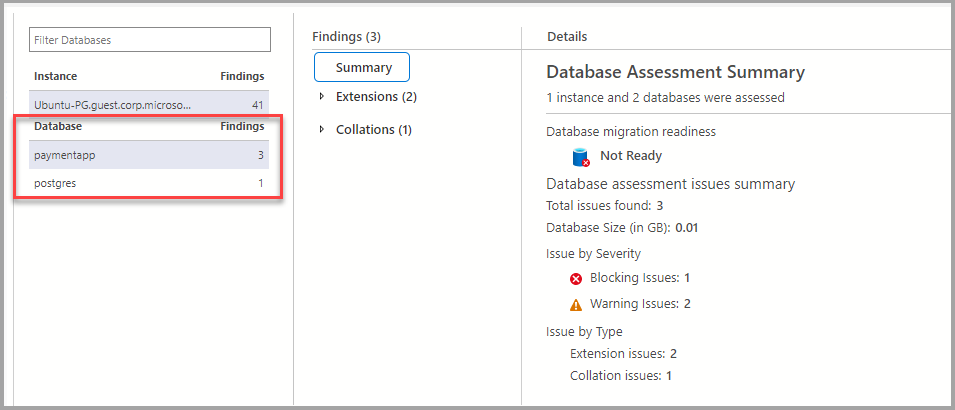 Filter Databases
Instance Findings
Ubuntu-PG.guest.corp.microso... 41
Database Findings
paymentapp 3
postgres 1
Findings (3)
Summary
Extensions (2)
Collations (1)
Details
Database Assessment Summary
1 instance and 2 databases were assessed
Database migration readiness
Not Ready
Database assessment issues summary
Total issues found: 3
Database Size (in GB): 0.01
Issue by Severity
Blocking Issues: 1
Warning Issues: 2
Issue by Type
Extension issues: 2
Collation issues: 1